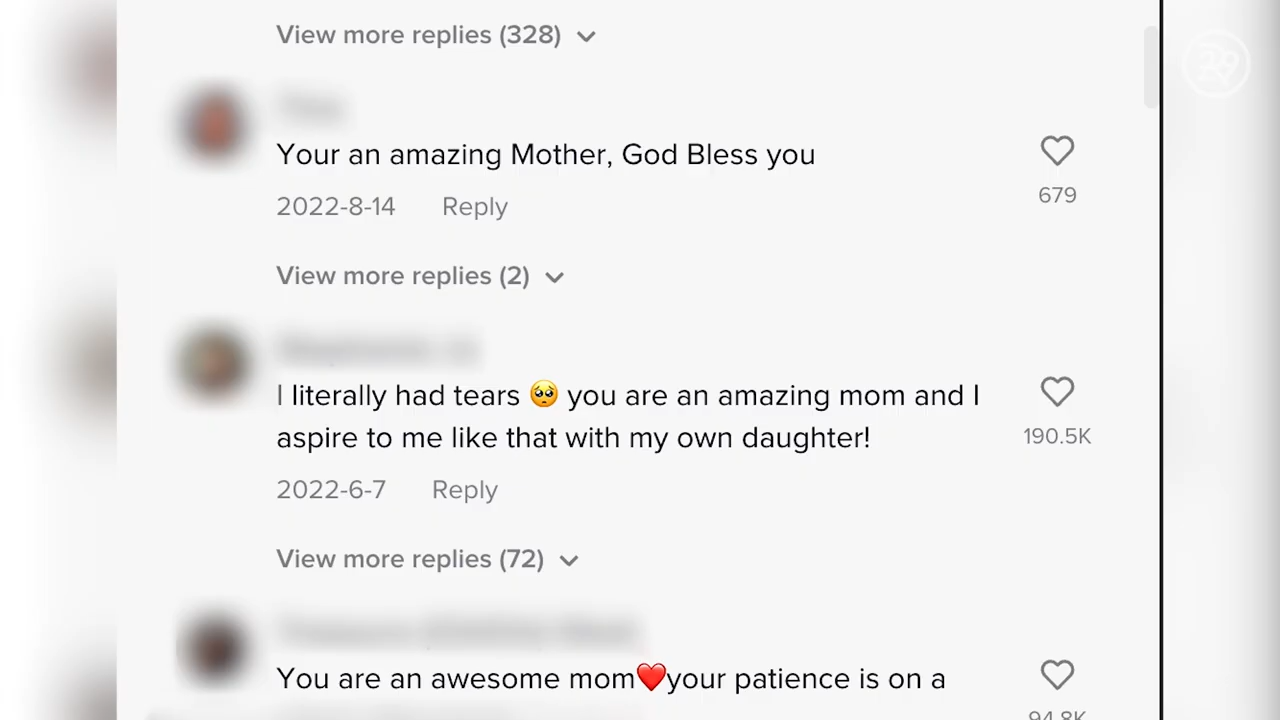 View more replies (328)
Your an amazing Mother, God Bless you
679
2022-8-14 Reply
View more replies (2)
I literally had tears 🥺 you are an amazing mom and I
aspire to me like that with my own daughter!
190.5K
2022-6-7 Reply
View more replies (72)
You are an awesome mom❤️your patience is on a
94.8K
29